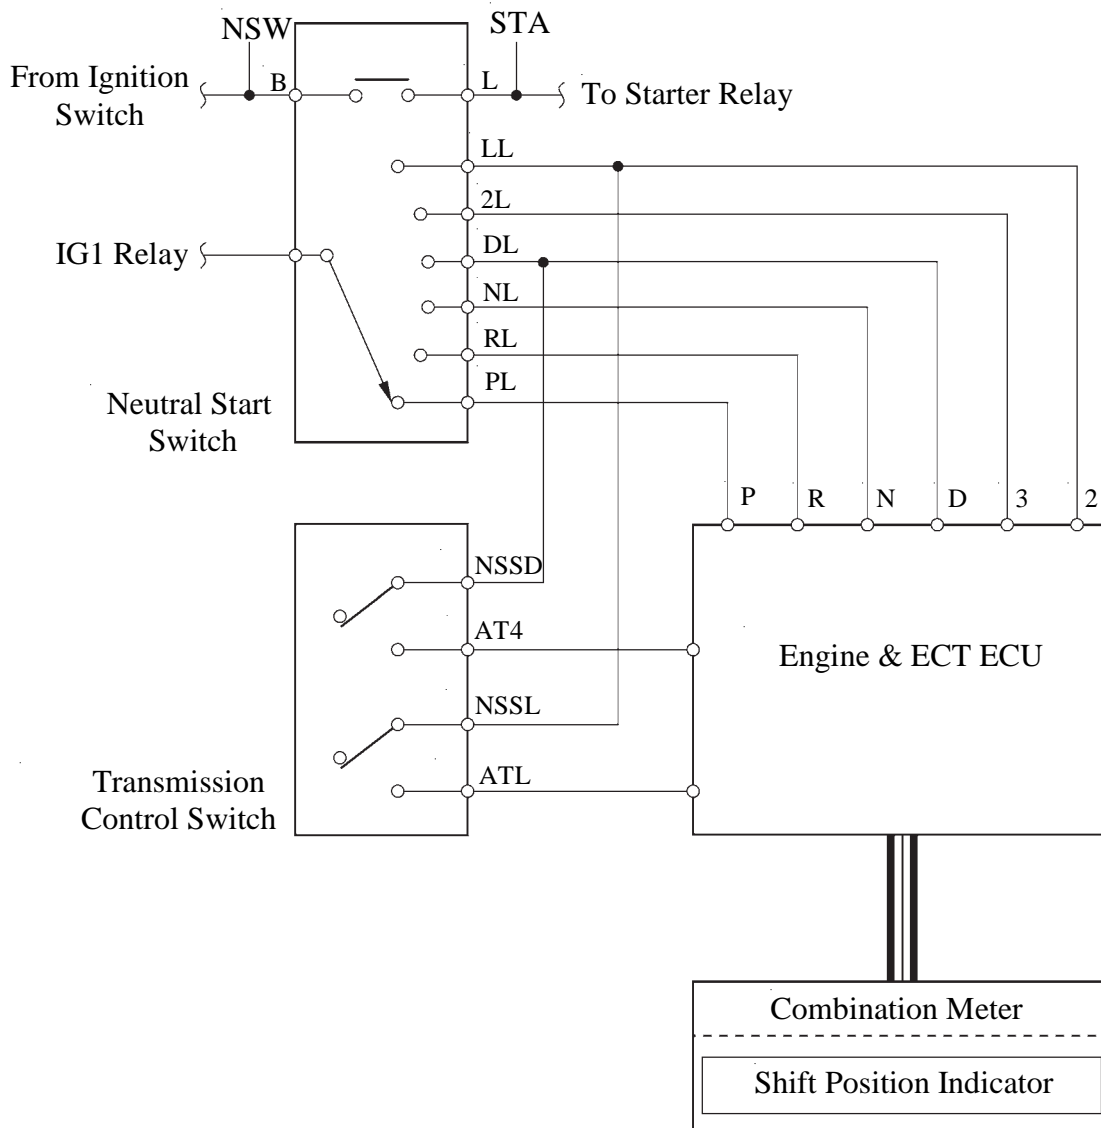 NSW
STA
From Ignition
Switch
B
L
To Starter Relay
LL
2L
IG1 Relay
DL
NL
RL
PL
Neutral Start
Switch
P
R
N
D
3
2
NSSD
AT4
Engine & ECT ECU
NSSL
ATL
Transmission
Control Switch
Combination Meter
Shift Position Indicator